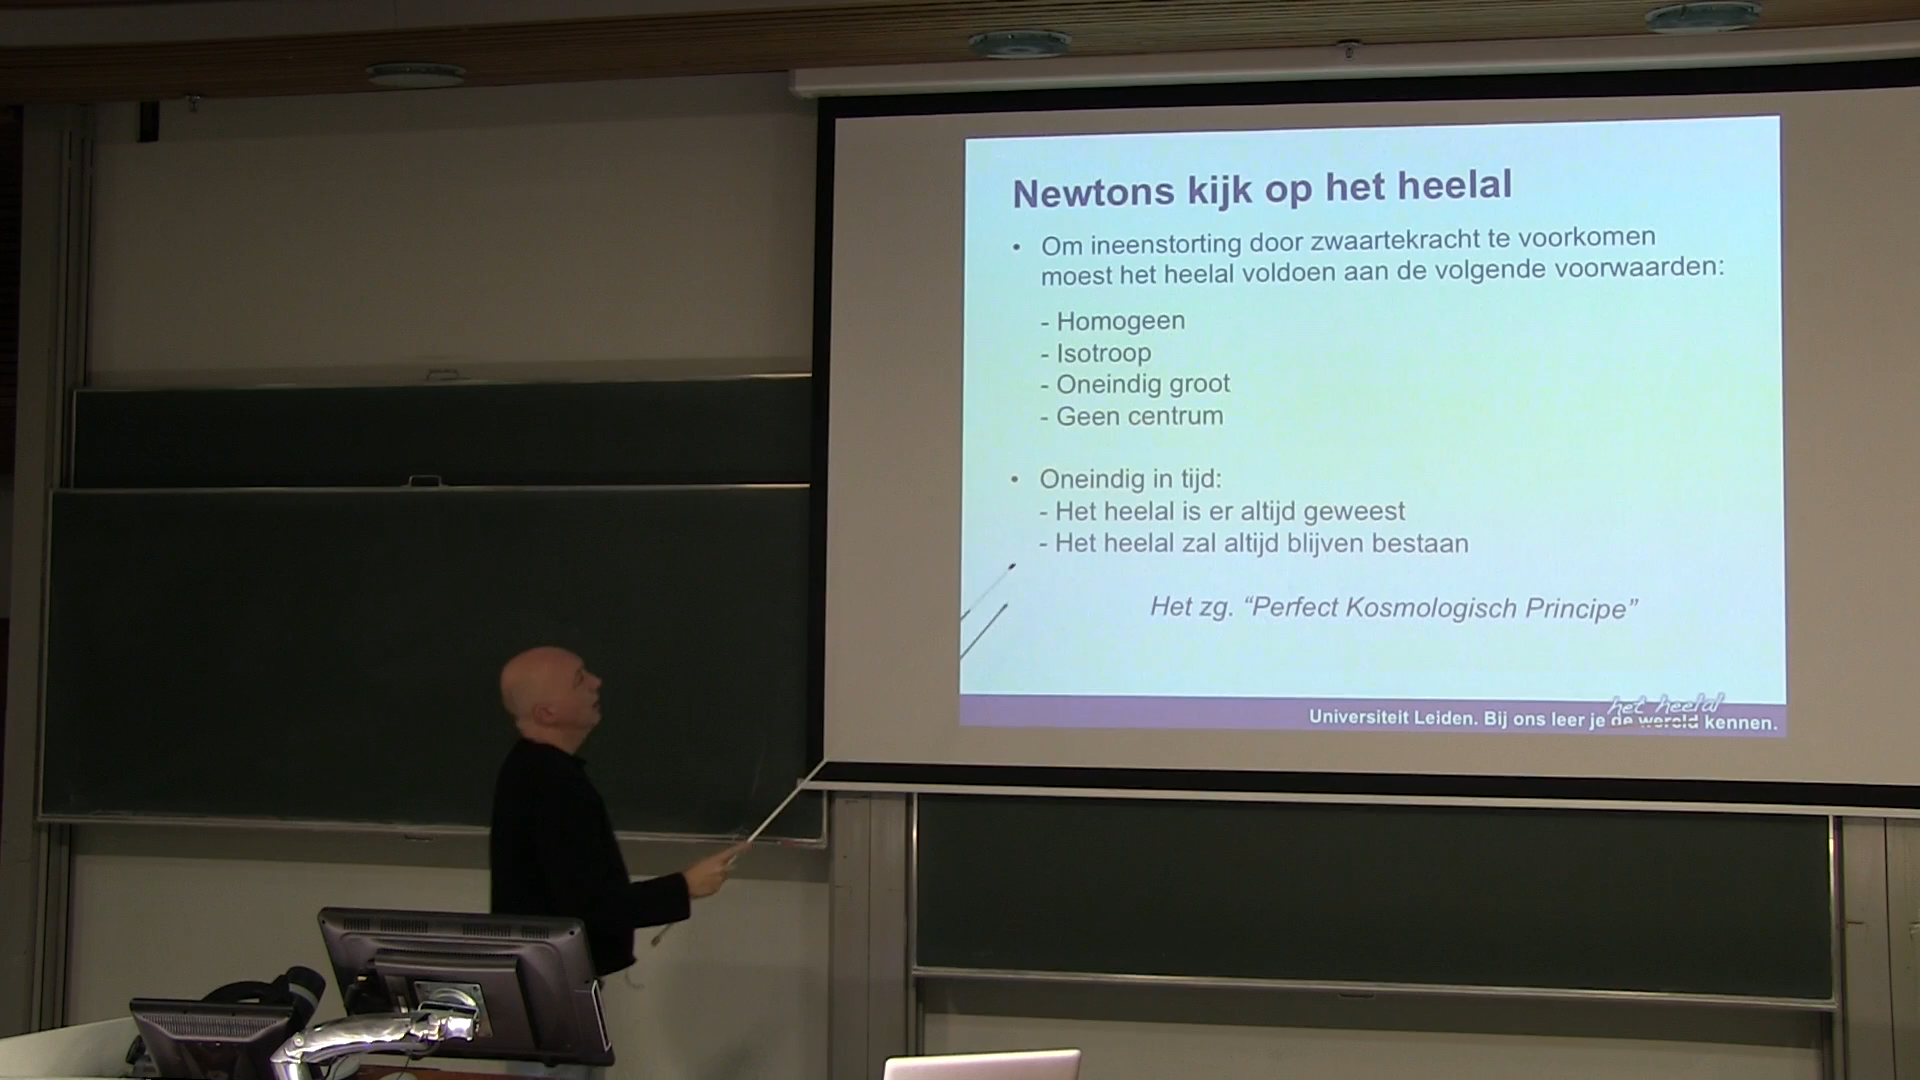 Newtons kijk op het heelal
• Om ineenstorting door zwaartekracht te voorkomen
moest het heelal voldoen aan de volgende voorwaarden:
- Homogeen
- Isotroop
- Oneindig groot
- Geen centrum
• Oneindig in tijd:
- Het heelal is er altijd geweest
- Het heelal zal altijd blijven bestaan
Het zg. “Perfect Kosmologisch Principe”
het heelal
Universiteit Leiden. Bij ons leer je de wereld kennen.